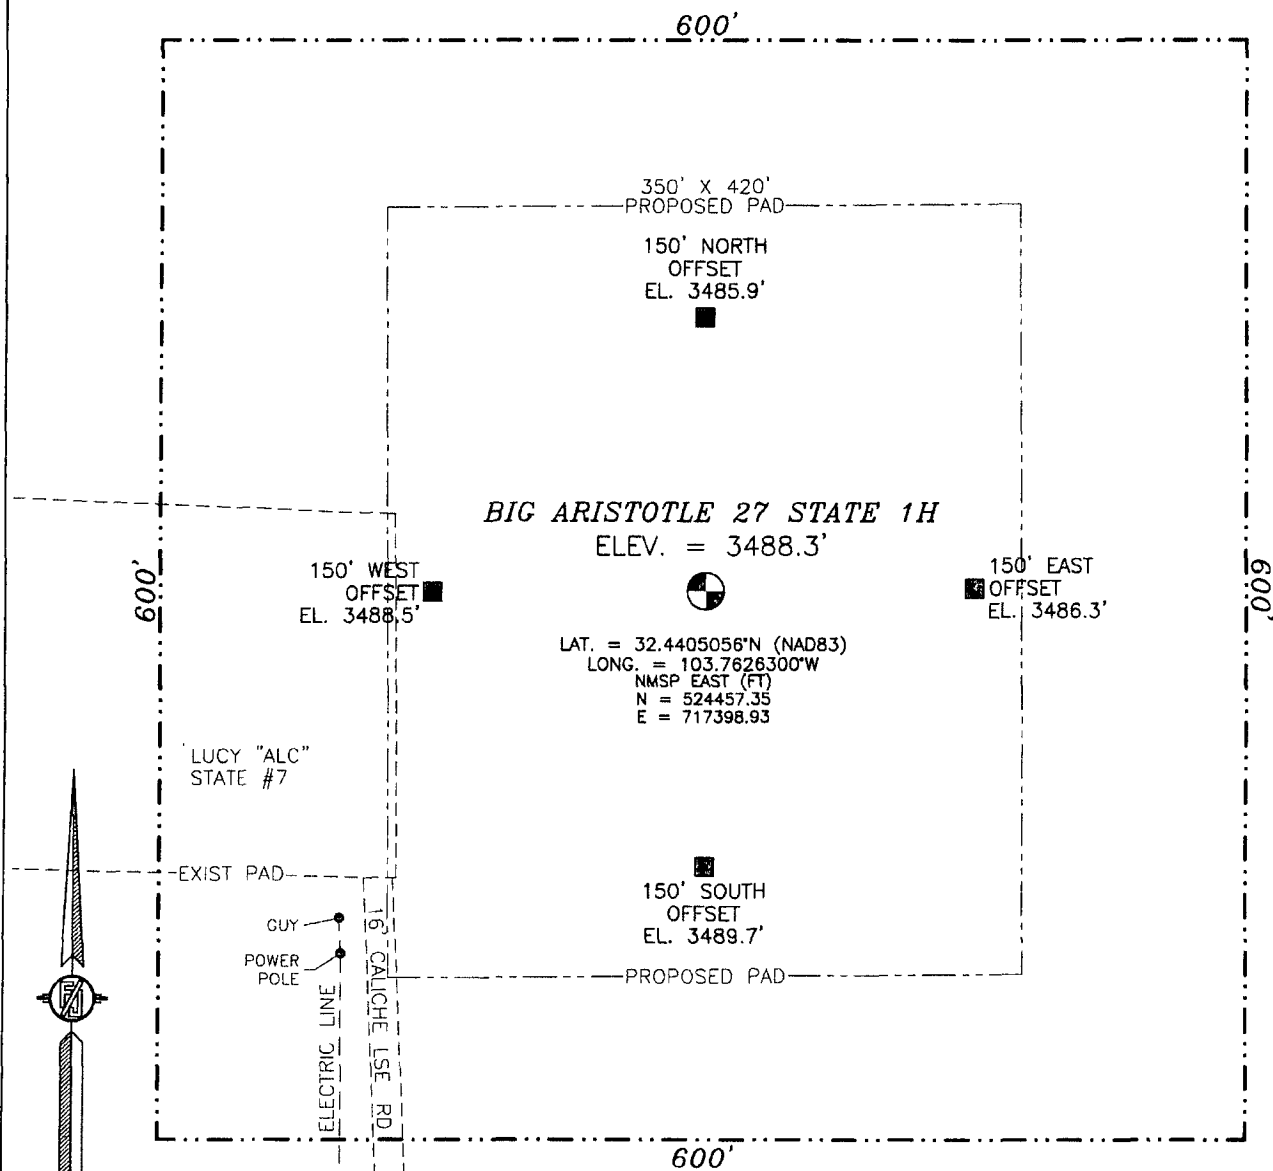 600'
350' X 420'
PROPOSED PAD
150' NORTH
OFFSET
EL. 3485.9'
BIG ARISTOTLE 27 STATE 1H
ELEV. = 3488.3'
600'
150' WEST
OFFSET
EL. 3488.5'
150' EAST
OFFSET
EL. 3486.3'
600'
LAT. = 32.4405056°N (NAD83)
LONG. = 103.7626300°W
NMSP EAST (FT)
N = 524457.35
E = 717398.93
LUCY "ALC"
STATE #7
EXIST PAD
150' SOUTH
OFFSET
EL. 3489.7'
GUY
POWER
POLE
PROPOSED PAD
ELECTRIC LINE
16' CALICHE LSE RD
600'